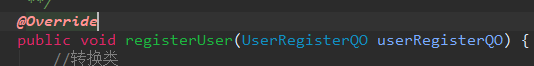 **/
@Override
public void registerUser(UserRegisterQO userRegisterQO) {
//转换类